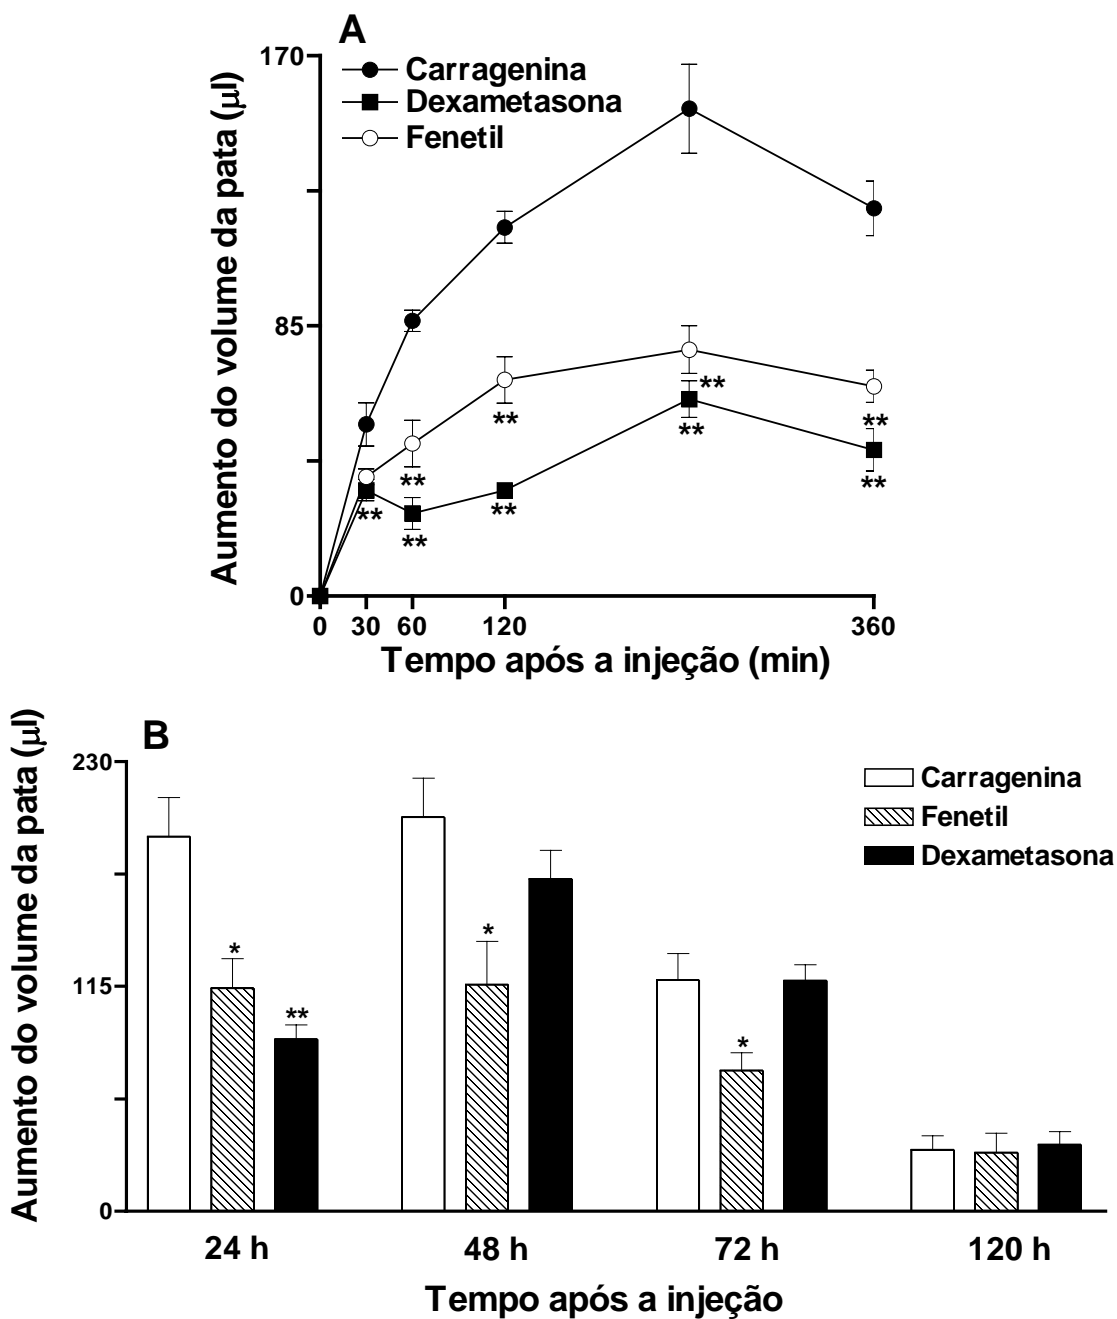 A
170
Carragenina
Dexametasona
Fenetil
Aumento do volume da pata (µl)
85
**
**
**
**
**
**
**
**
**
0
0 30 60 120 360
Tempo após a injeção (min)
B
230
Carragenina
Fenetil
Dexametasona
Aumento do volume da pata (µl)
*
*
115
**
*
0
24 h 48 h 72 h 120 h
Tempo após a injeção